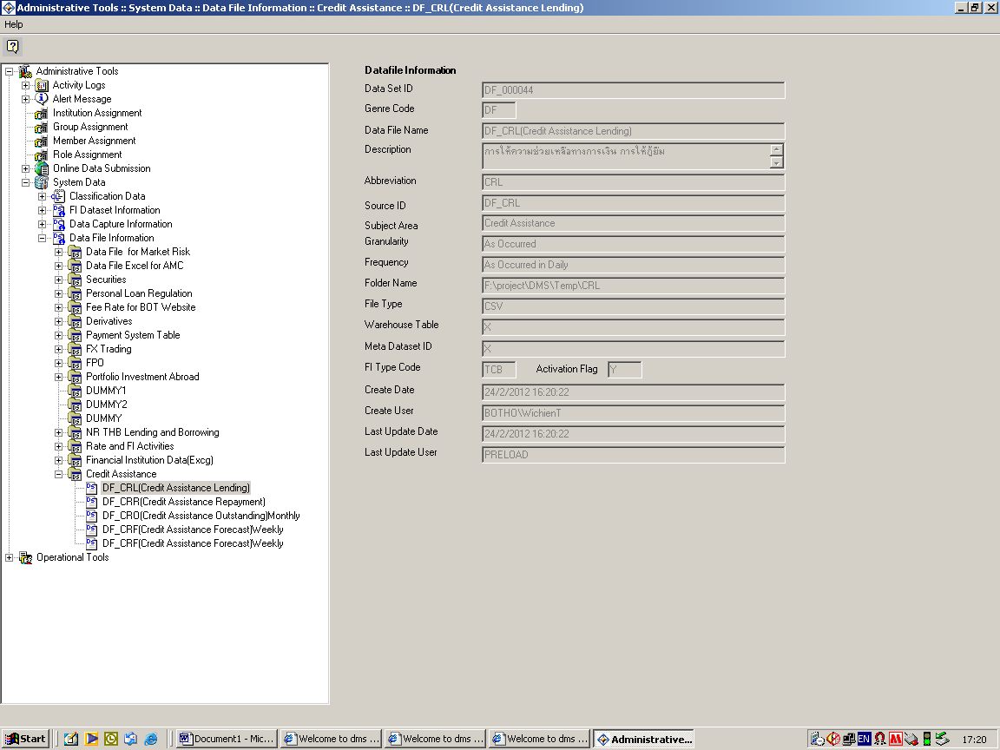 Administrative Tools :: System Data :: Data File Information :: Credit Assistance :: DF_CRL(Credit Assistance Lending)
Help
Administrative Tools
Activity Logs
Alert Message
Institution Assignment
Group Assignment
Member Assignment
Role Assignment
Online Data Submission
System Data
Classification Data
FI Dataset Information
Data Capture Information
Data File Information
Data File for Market Risk
Data File Excel for AMC
Securities
Personal Loan Regulation
Fee Rate for BOT Website
Derivatives
Payment System Table
FX Trading
FPO
Portfolio Investment Abroad
DUMMY1
DUMMY2
DUMMY
NR THB Lending and Borrowing
Rate and FI Activities
Financial Institution Data(Excg)
Credit Assistance
DF_CRL(Credit Assistance Lending)
DF_CRR(Credit Assistance Repayment)
DF_CRO(Credit Assistance Outstanding)Monthly
DF_CRF(Credit Assistance Forecast)Weekly
DF_CRF(Credit Assistance Forecast)Weekly
Operational Tools
Datafile Information
Data Set ID DF_000044
Genre Code DF
Data File Name DF_CRL(Credit Assistance Lending)
Description การให้ความช่วยเหลือทางการเงิน การให้กู้ยืม
Abbreviation CRL
Source ID DF_CRL
Subject Area Credit Assistance
Granularity As Occurred
Frequency As Occurred in Daily
Folder Name F:\project\DMS\Temp\CRL
File Type CSV
Warehouse Table X
Meta Dataset ID X
FI Type Code TCB Activation Flag Y
Create Date 24/2/2012 16:20:22
Create User BOTHO\WichienT
Last Update Date 24/2/2012 16:20:22
Last Update User PRELOAD
Start Document1 - Mic... Welcome to dms ... Welcome to dms ... Welcome to dms ... Administrative... EN 17:20